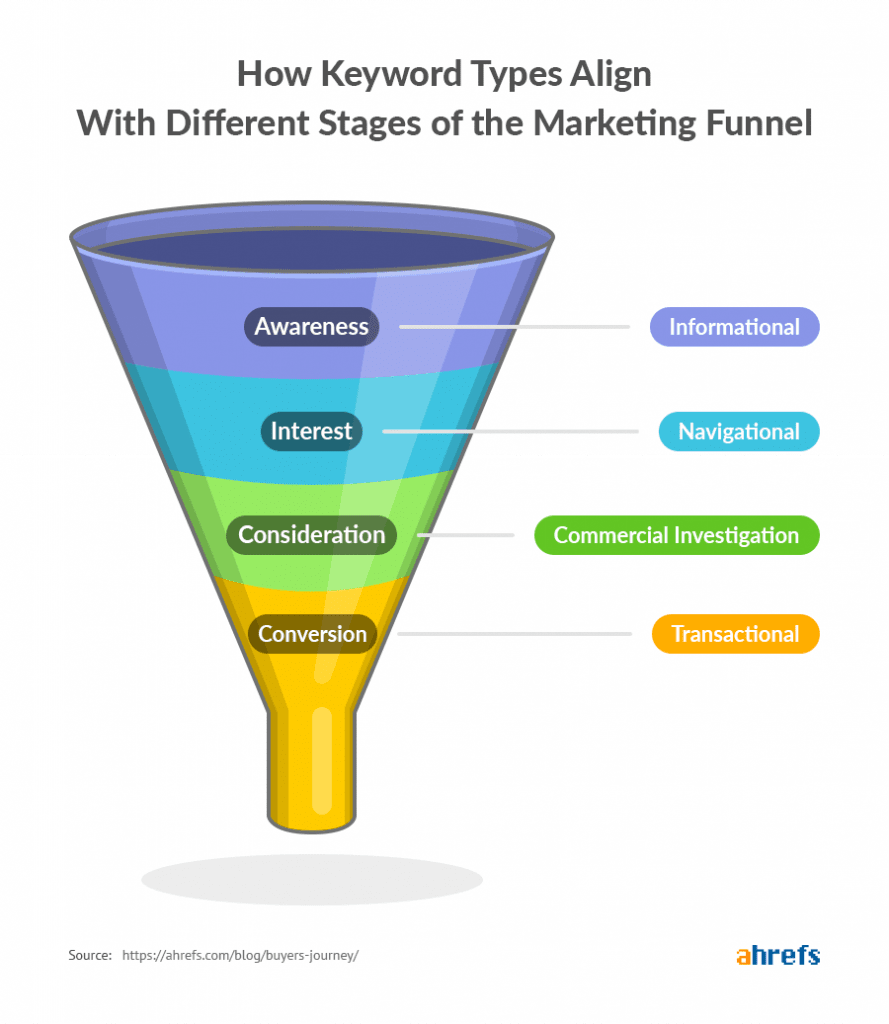 How Keyword Types Align
With Different Stages of the Marketing Funnel
Awareness
Informational
Interest
Navigational
Consideration
Commercial Investigation
Conversion
Transactional
Source: https://ahrefs.com/blog/buyers-journey/
ahrefs